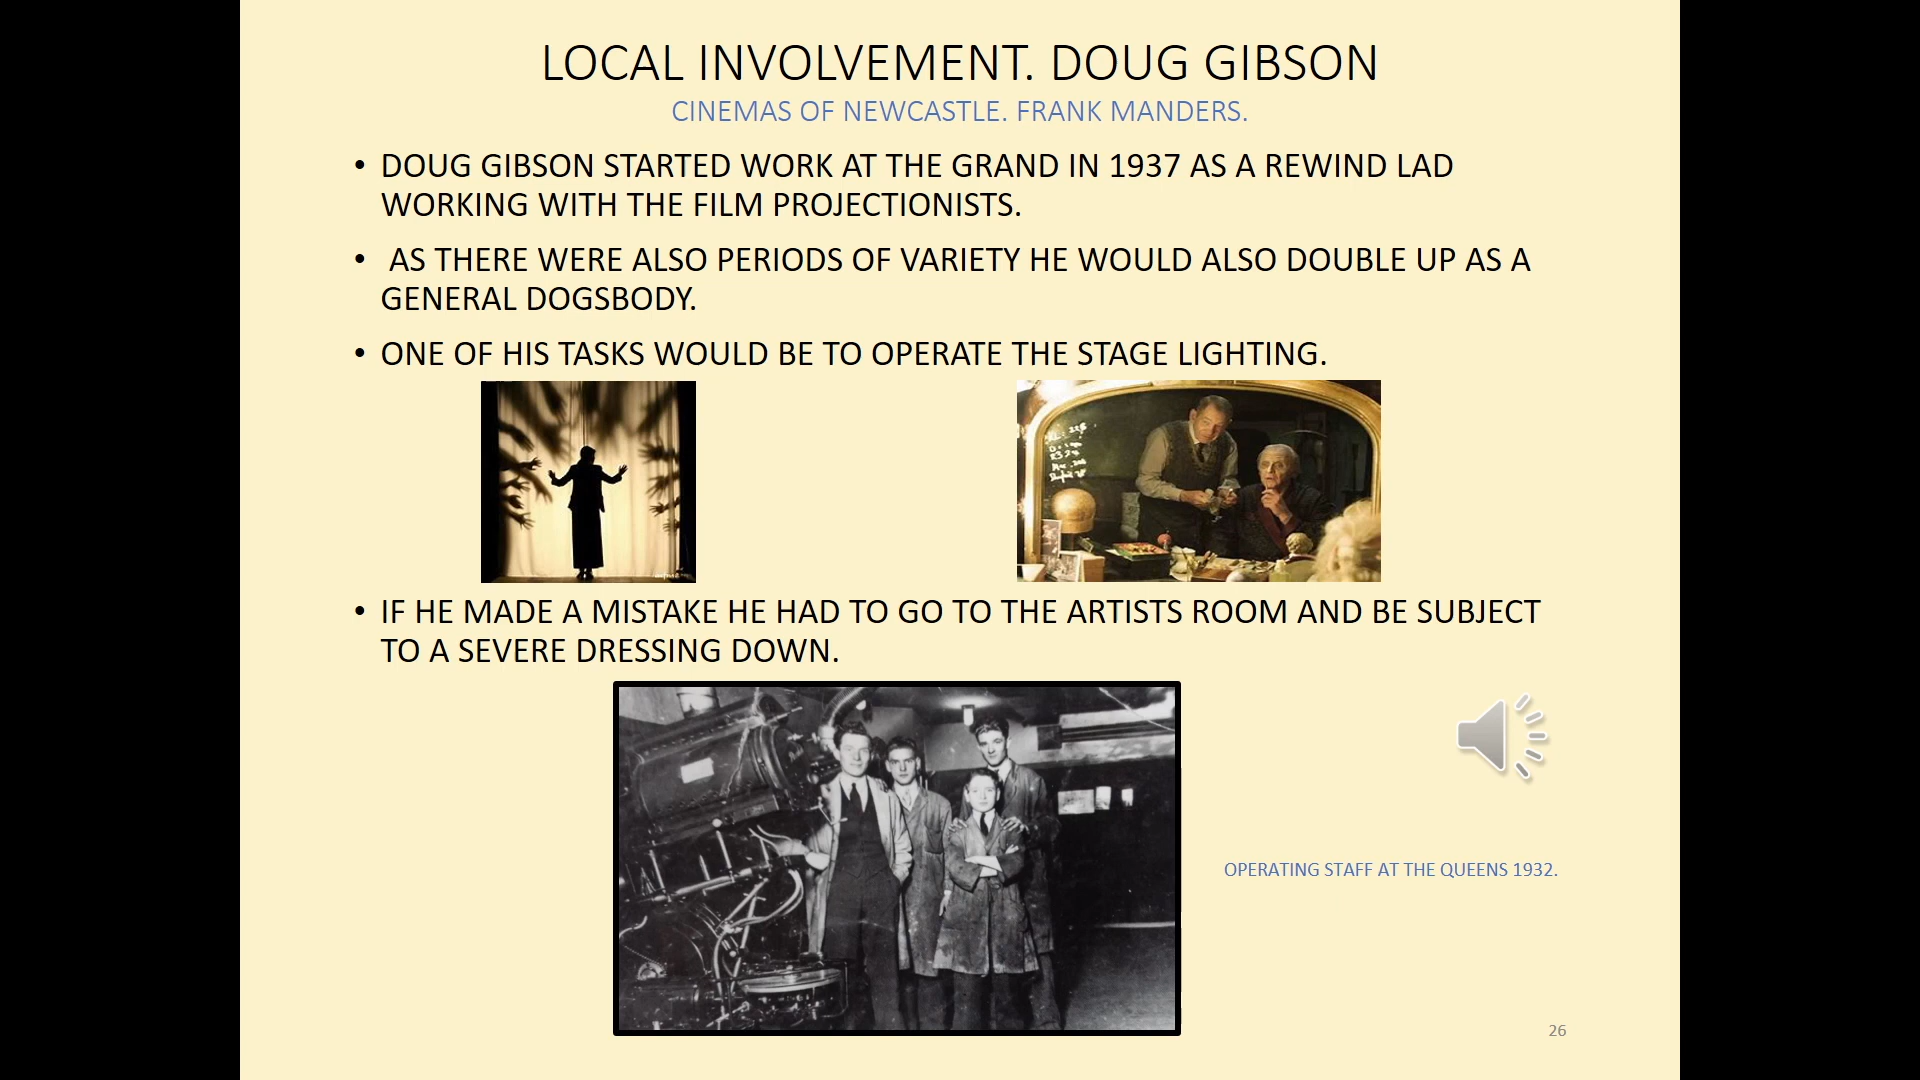 LOCAL INVOLVEMENT. DOUG GIBSON
CINEMAS OF NEWCASTLE. FRANK MANDERS.
• DOUG GIBSON STARTED WORK AT THE GRAND IN 1937 AS A REWIND LAD
WORKING WITH THE FILM PROJECTIONISTS.
• AS THERE WERE ALSO PERIODS OF VARIETY HE WOULD ALSO DOUBLE UP AS A
GENERAL DOGSBODY.
• ONE OF HIS TASKS WOULD BE TO OPERATE THE STAGE LIGHTING.
• IF HE MADE A MISTAKE HE HAD TO GO TO THE ARTISTS ROOM AND BE SUBJECT
TO A SEVERE DRESSING DOWN.
OPERATING STAFF AT THE QUEENS 1932.
26